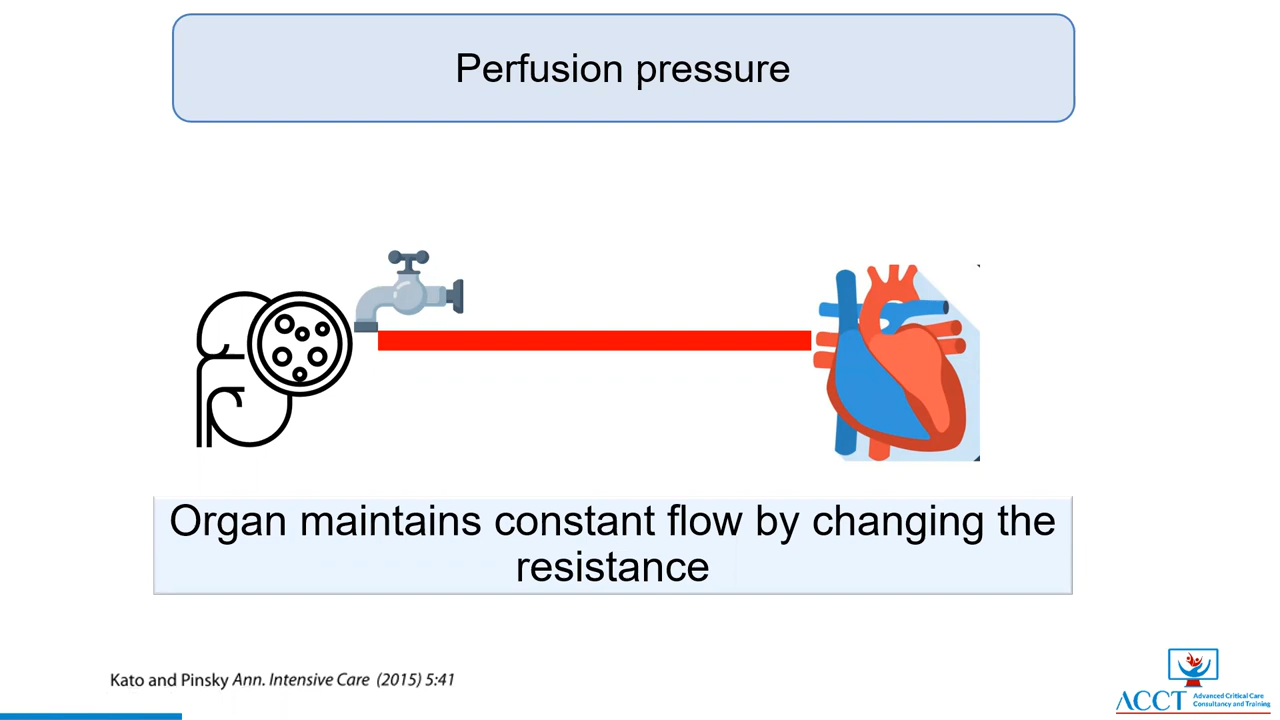 Perfusion pressure
Organ maintains constant flow by changing the
resistance
Kato and Pinsky Ann. Intensive Care (2015) 5:41
ACCT
Advanced Critical Care
Consultancy and Training